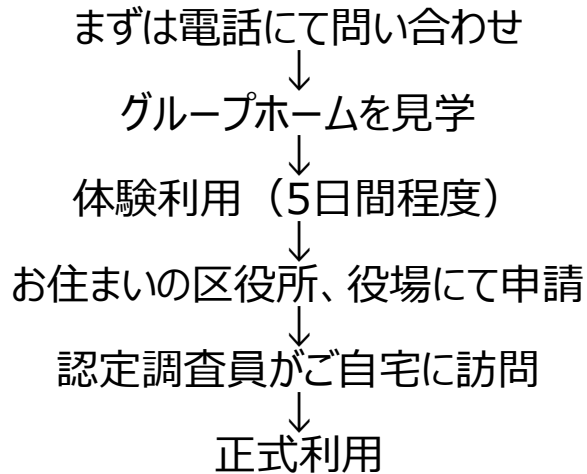 まずは電話にて問い合わせ
↓
グループホームを見学
↓
体験利用（5日間程度）
↓
お住まいの区役所、役場にて申請
↓
認定調査員がご自宅に訪問
↓
正式利用